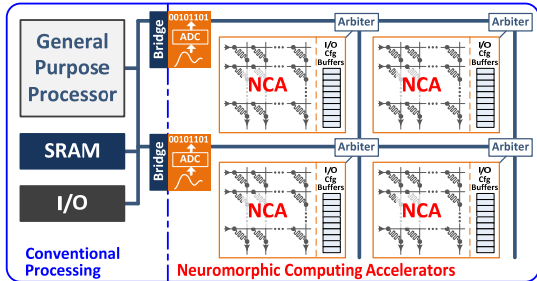 General
Purpose
Processor
SRAM
I/O
Conventional
Processing
Bridge
00101101
ADC
Arbiter
Arbiter
NCA
I/O
Cfg
Buffers
NCA
I/O
Cfg
Buffers
Bridge
00101101
ADC
Arbiter
Arbiter
NCA
I/O
Cfg
Buffers
NCA
I/O
Cfg
Buffers
Neuromorphic Computing Accelerators